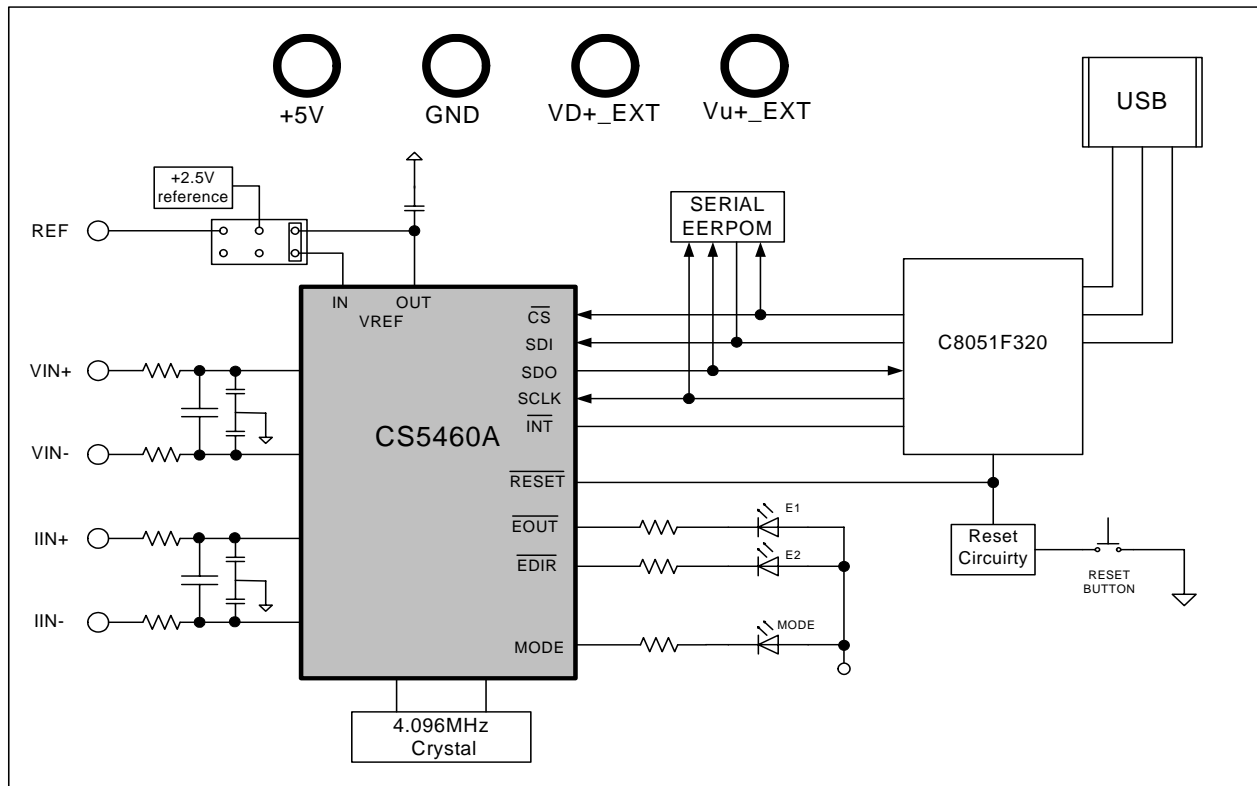 +5V
GND
VD+_EXT
Vu+_EXT
USB
+2.5V
reference
REF
SERIAL
EERPOM
IN
OUT
VREF
CS
SDI
SDO
SCLK
INT
C8051F320
VIN+
VIN-
CS5460A
RESET
EOUT
E1
EDIR
E2
Reset
Circuirty
RESET
BUTTON
IIN+
IIN-
MODE
MODE
4.096MHz
Crystal